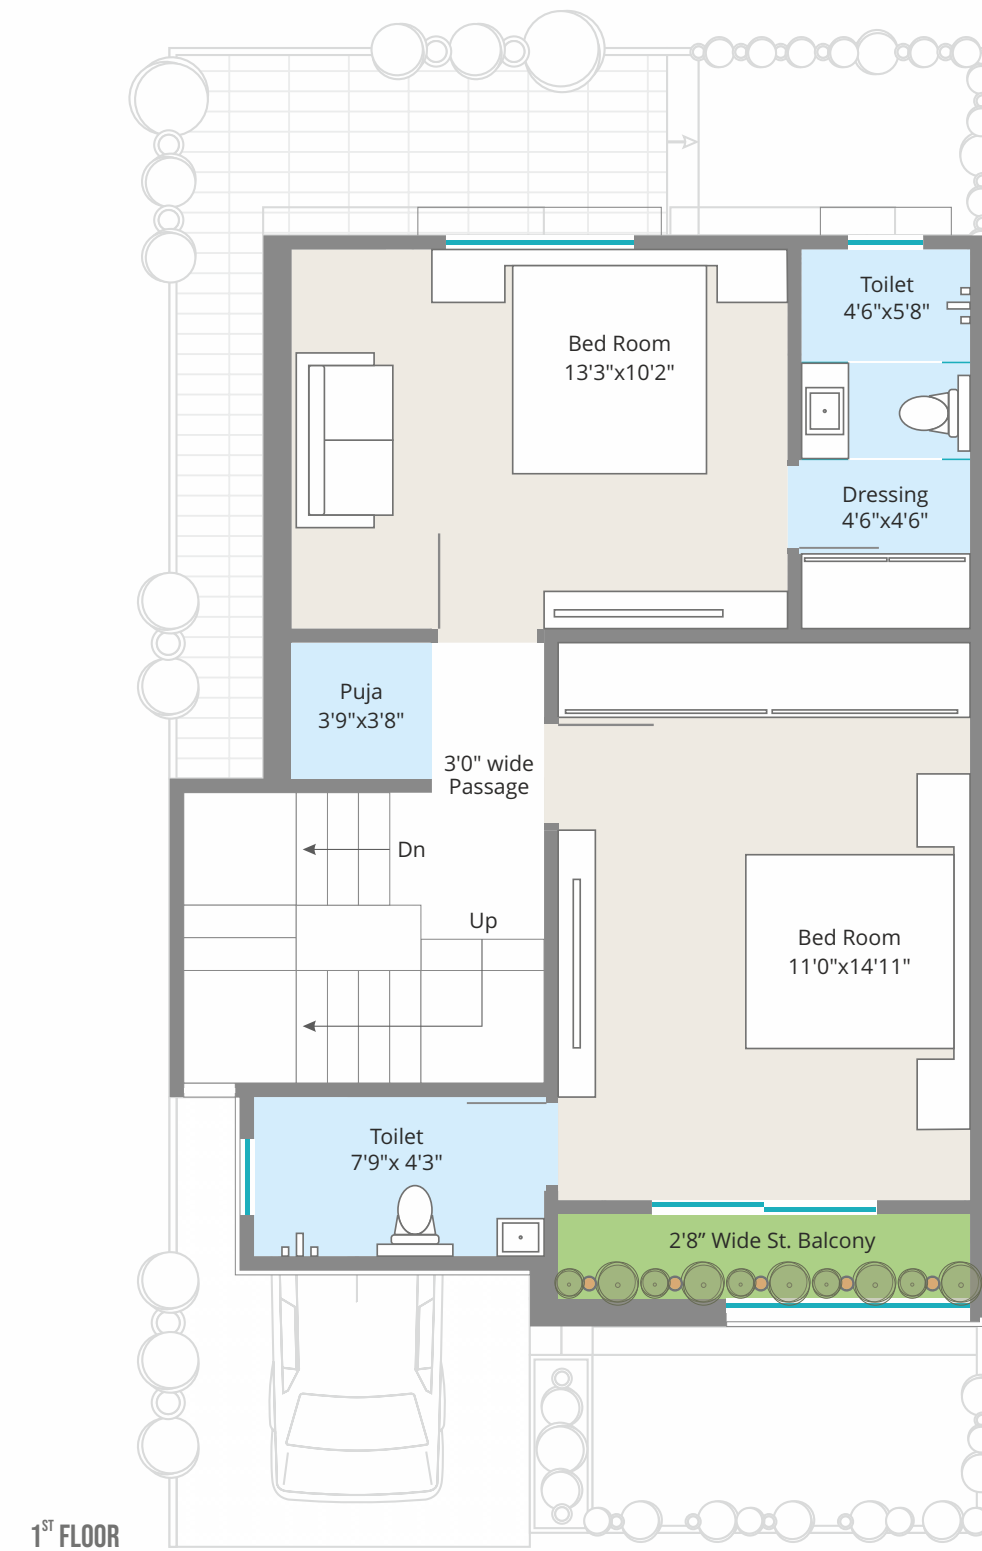 Toilet
4'6"x5'8"
Bed Room
13'3"x10'2"
Dressing
4'6"x4'6"
Puja
3'9"x3'8"
3'0" wide
Passage
Dn
Up
Bed Room
11'0"x14'11"
Toilet
7'9"x 4'3"
2'8” Wide St. Balcony
1ST FLOOR